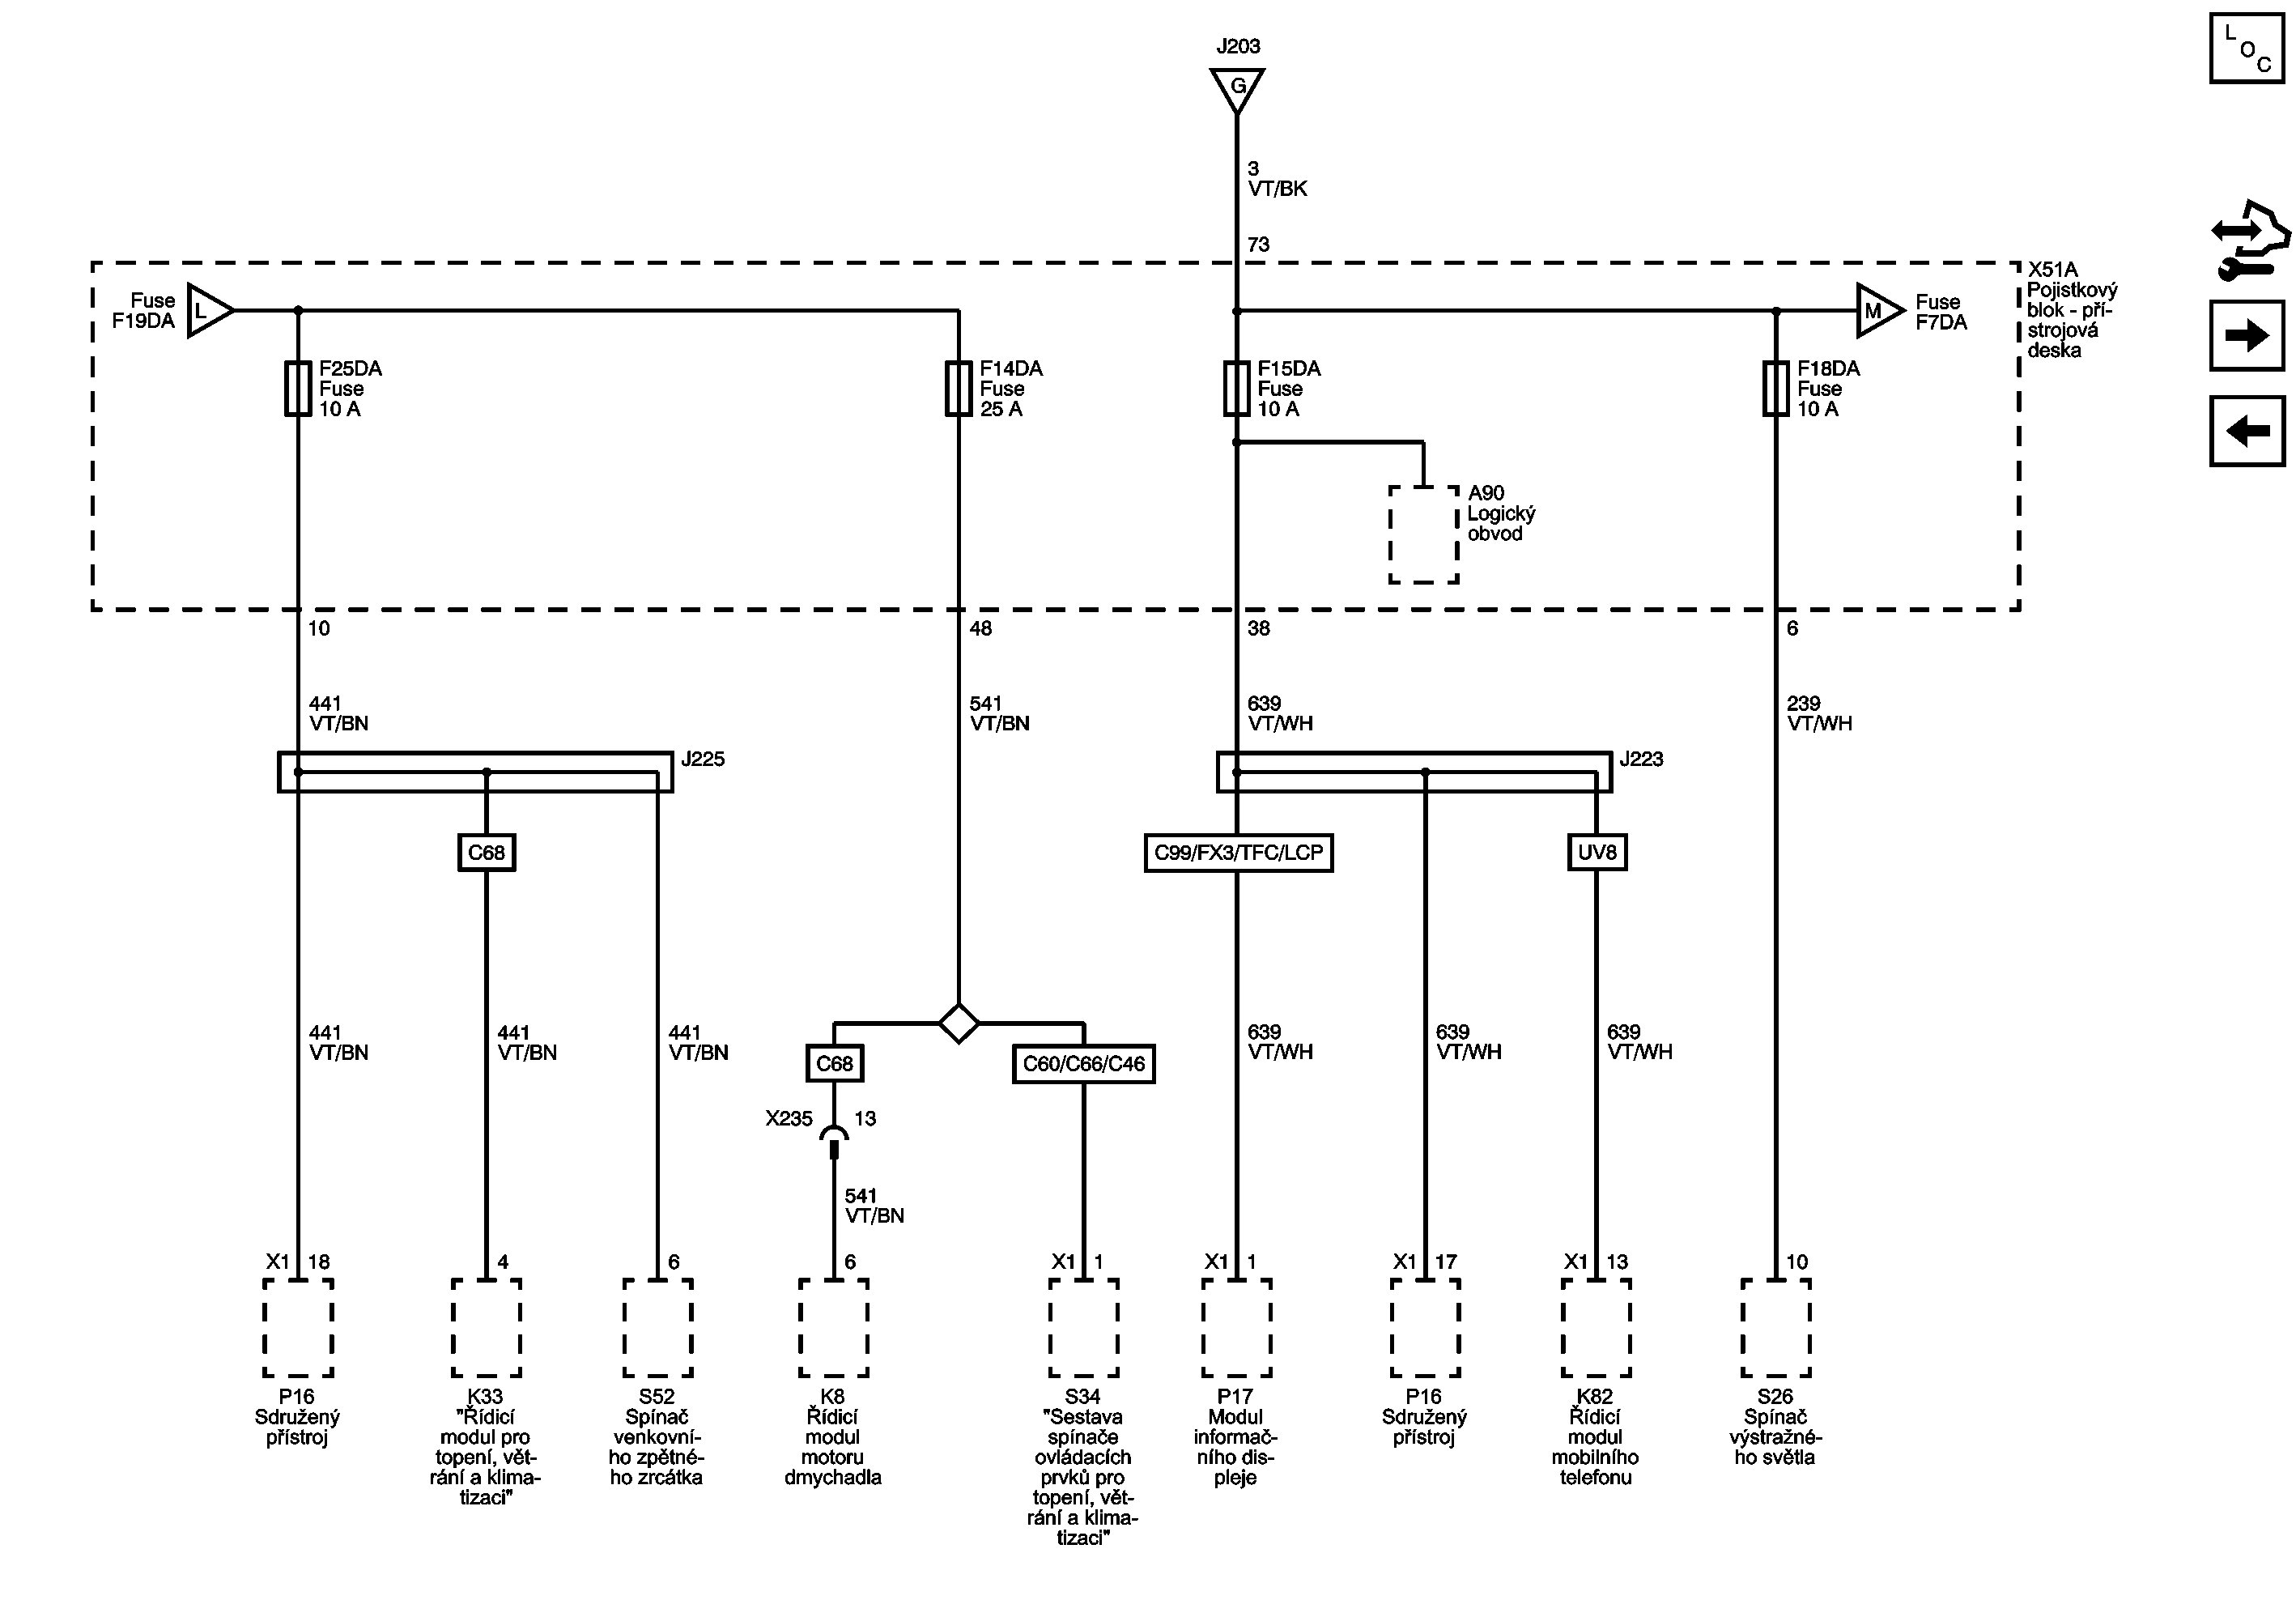 L
O
C
J203
G
3
VT/BK
73
X51A
Pojistkový
blok - pří-
strojová
deska
Fuse
F19DA
L
M
Fuse
F7DA
F25DA
Fuse
10 A
F14DA
Fuse
25 A
F15DA
Fuse
10 A
F18DA
Fuse
10 A
A90
Logický
obvod
10
48
38
6
441
VT/BN
541
VT/BN
639
VT/WH
239
VT/WH
J225
J223
C68
C99/FX3/TFC/LCP
UV8
441
VT/BN
441
VT/BN
441
VT/BN
639
VT/WH
639
VT/WH
639
VT/WH
C68
C60/C66/C46
X235 13
541
VT/BN
X1 18
4
6
6
X1 1
X1 1
X1 17
X1 13
10
P16
Sdružený
přístroj
K33
"Řídicí
modul pro
topení, vět-
rání a klima-
tizaci"
S52
Spínač
venkovní-
ho zpětné-
ho zrcátka
K8
Řídicí
modul
motoru
dmychadla
S34
"Sestava
spínače
ovládacích
prvků pro
topení, vět-
rání a klima-
tizaci"
P17
Modul
informač-
ního dis-
pleje
P16
Sdružený
přístroj
K82
Řídicí
modul
mobilního
telefonu
S26
Spínač
výstražné-
ho světla